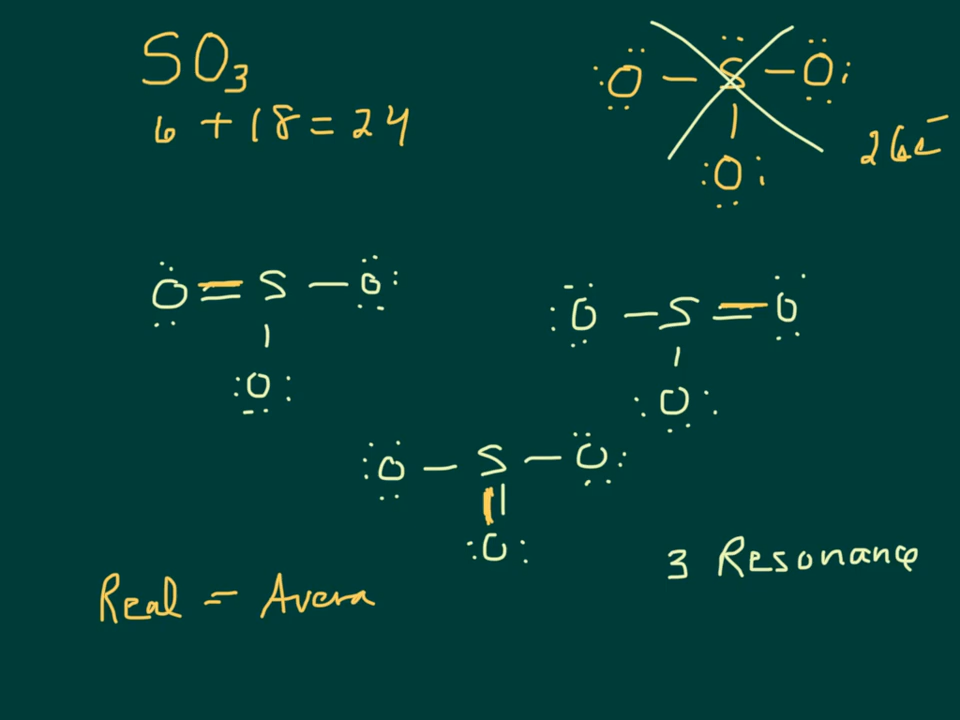 SO₃
6 + 18 = 24
:O — S — O:
|
:O:
26e⁻
O = S — O:
|
:O:
:O — S = O
|
:O:
:O — S — O:
||
:O:
3 Resonance
Real = Avera